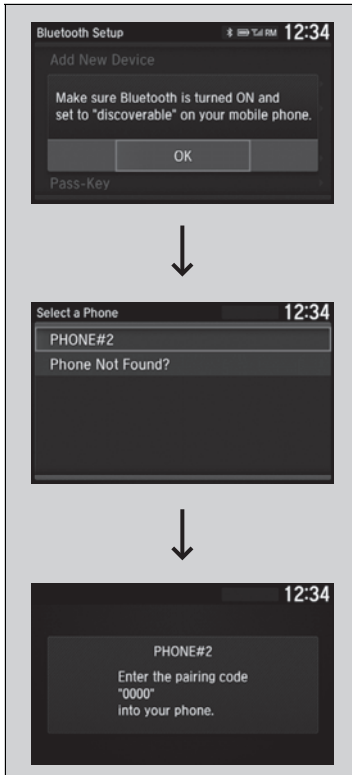 Bluetooth Setup
12:34
Add New Device
Make sure Bluetooth is turned ON and
set to "discoverable" on your mobile phone.
OK
Pass-Key
Select a Phone
12:34
PHONE#2
Phone Not Found?
12:34
PHONE#2
Enter the pairing code
"0000"
into your phone.